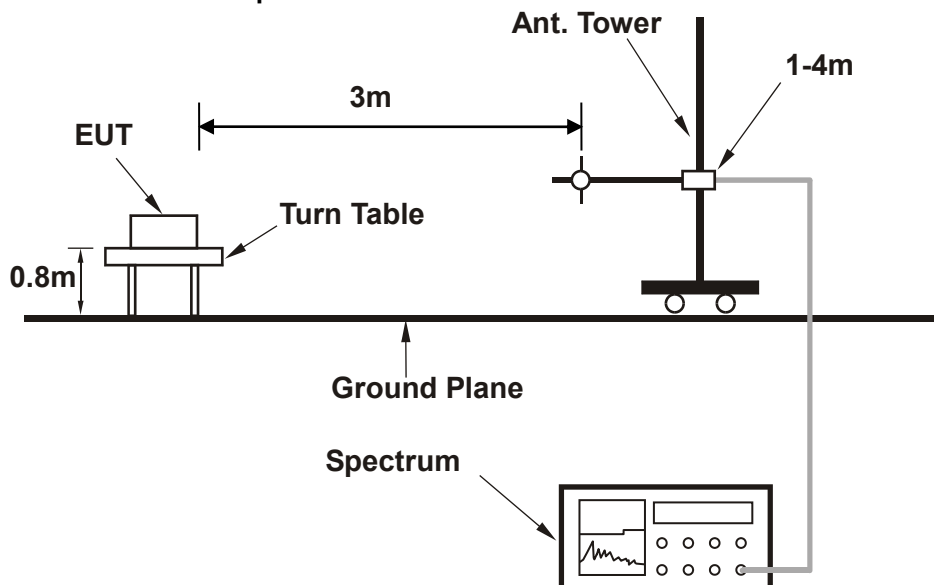 Ant. Tower
1-4m
3m
EUT
Turn Table
0.8m
Ground Plane
Spectrum